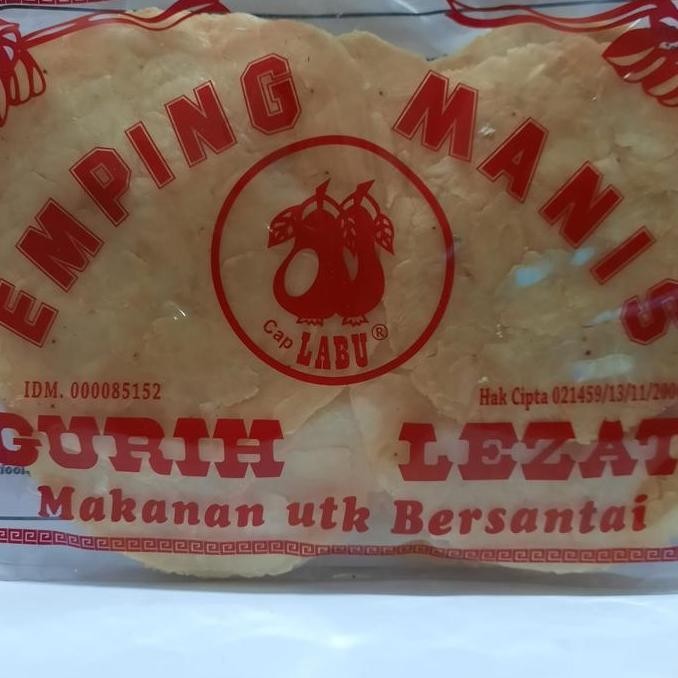 EMPING MANIS
Cap
LABU®
IDM. 000085152
Hak Cipta 021459/13/11/200
GURIH LEZAT
Makanan utk Bersantai